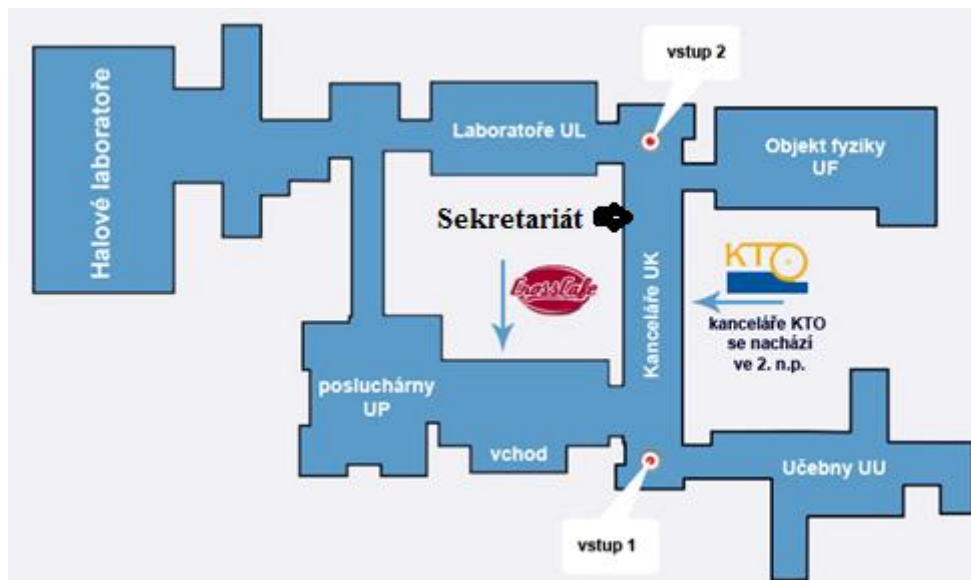 vstup 2
Halové laboratoře
Laboratoře UL
Objekt fyziky
UF
Sekretariát
KTO
CrossCafe
Kanceláře UK
kanceláře KTO
se nachází
ve 2. n.p.
posluchárny
UP
vchod
Učebny UU
vstup 1